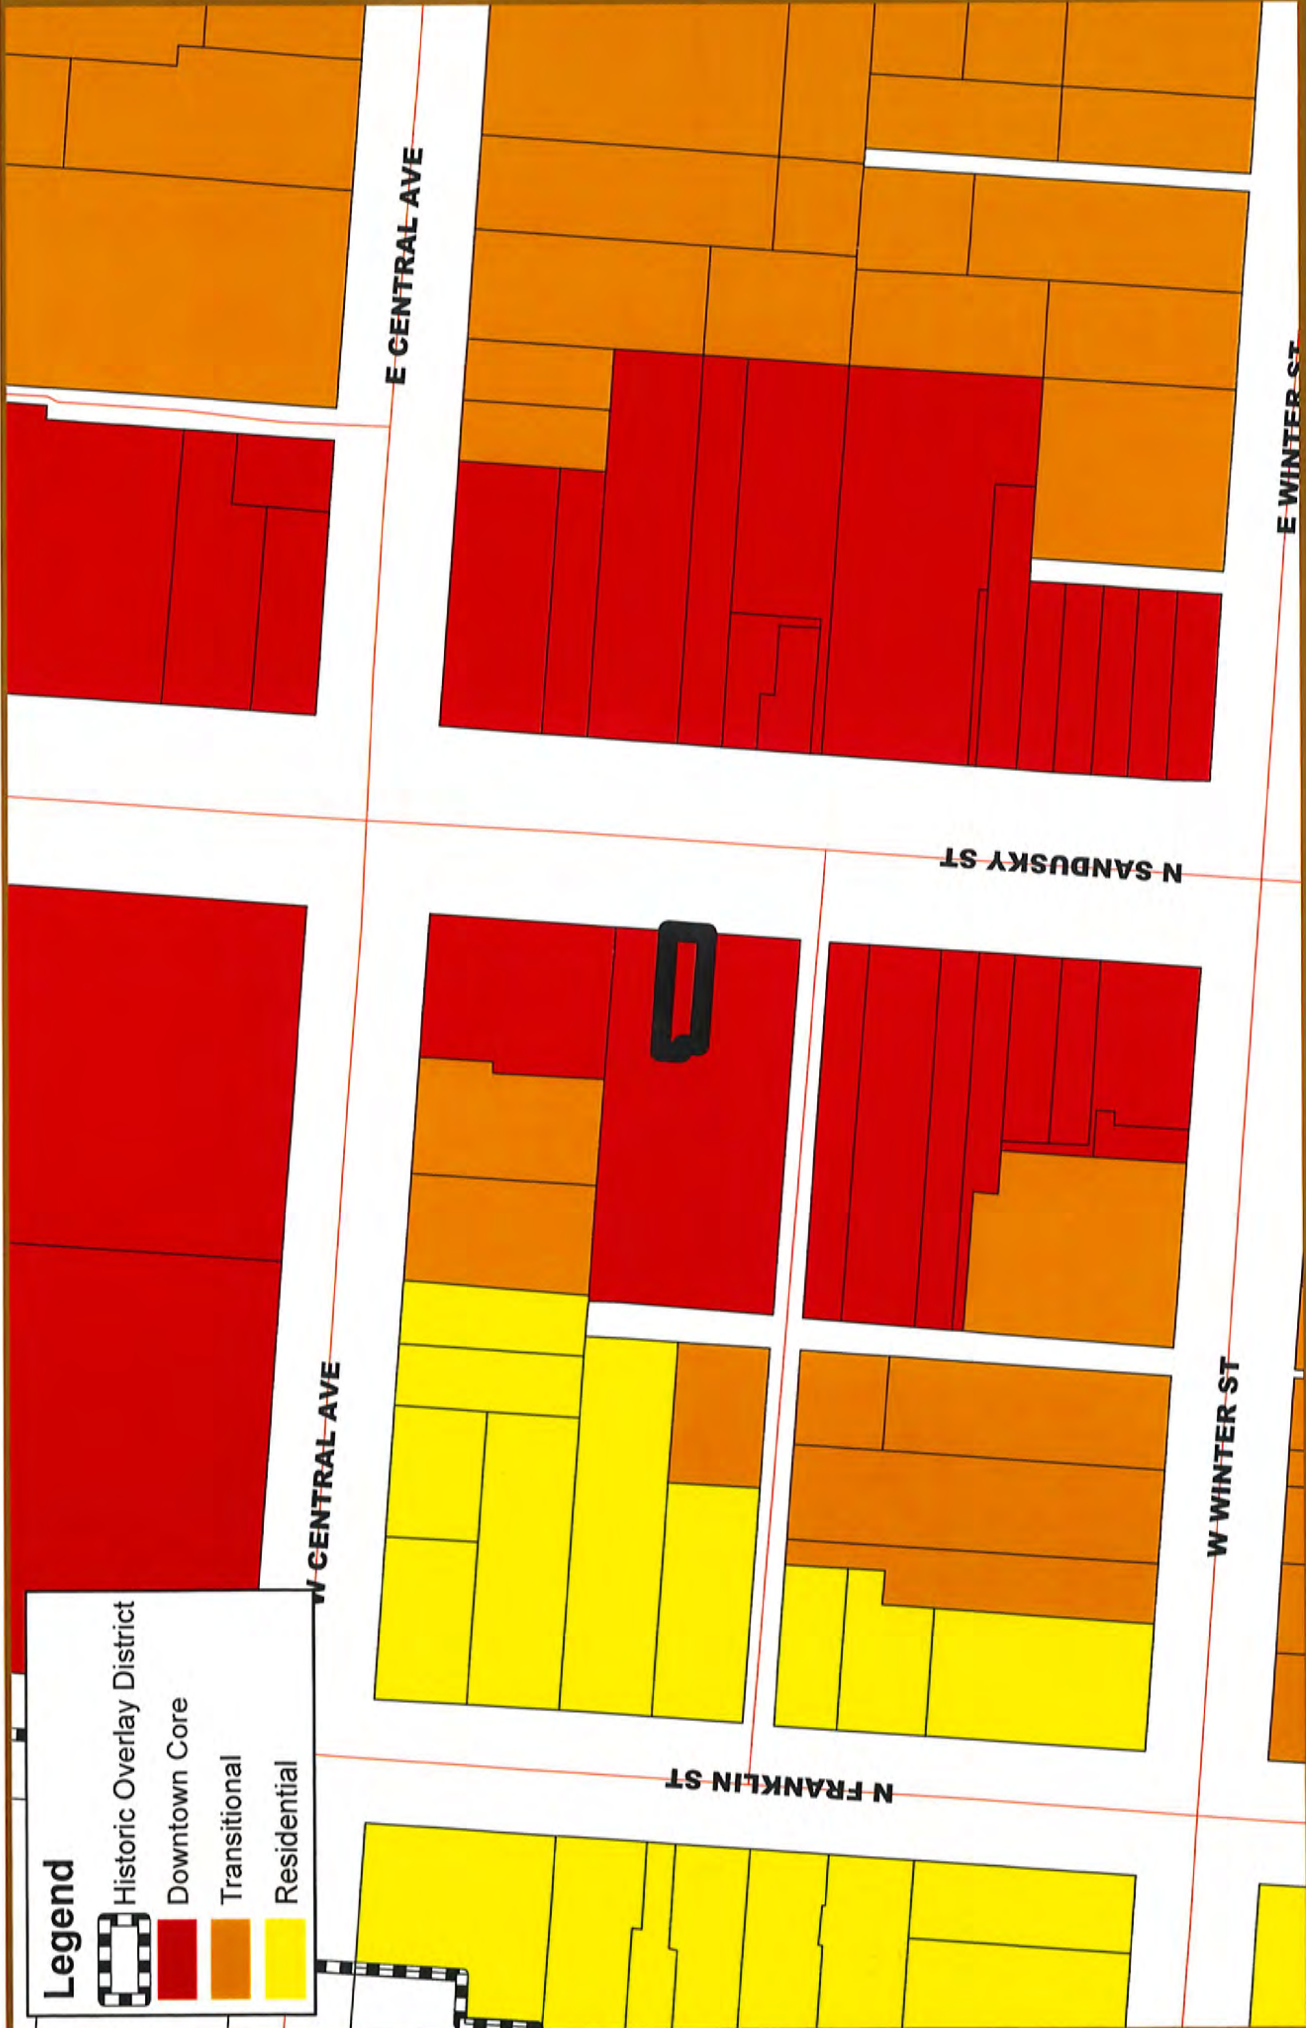 E CENTRAL AVE
E WINTER ST
N SANDUSKY ST
W CENTRAL AVE
W WINTER ST
N FRANKLIN ST
Legend
Historic Overlay District
Downtown Core
Transitional
Residential